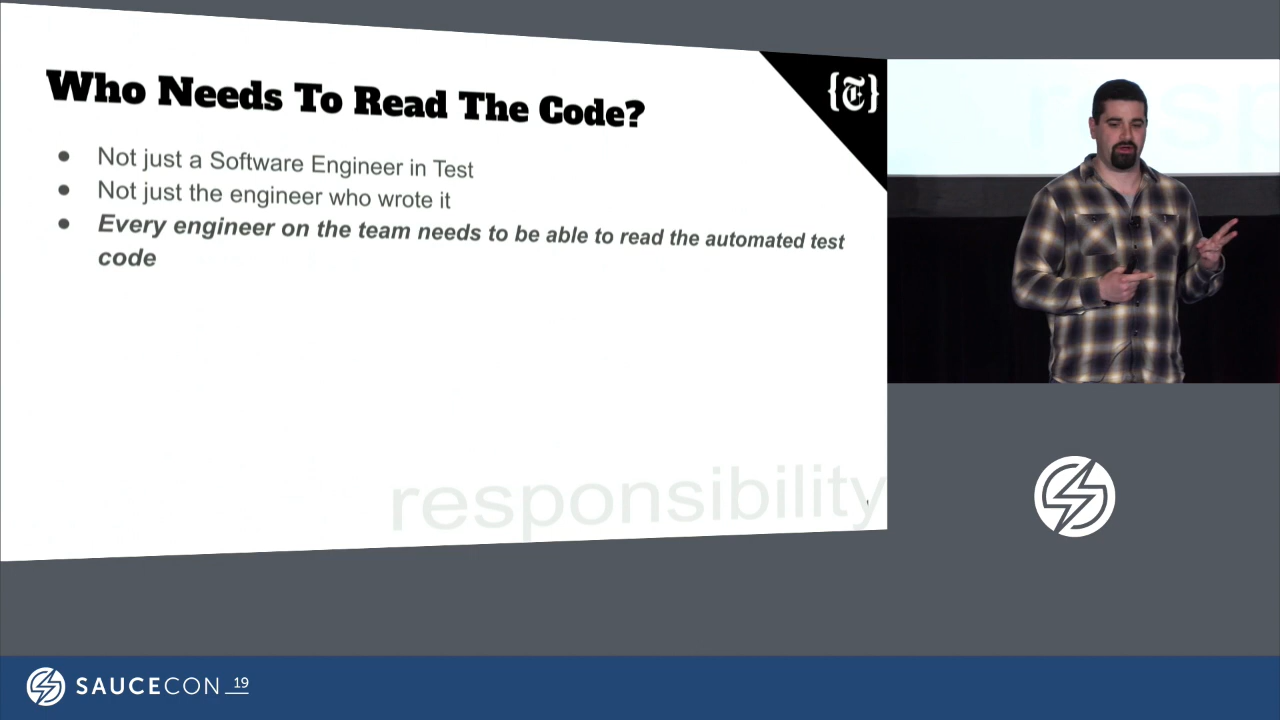 Who Needs To Read The Code?
{T}
● Not just a Software Engineer in Test
● Not just the engineer who wrote it
● Every engineer on the team needs to be able to read the automated test
code
responsibility
resp
SAUCECON 19